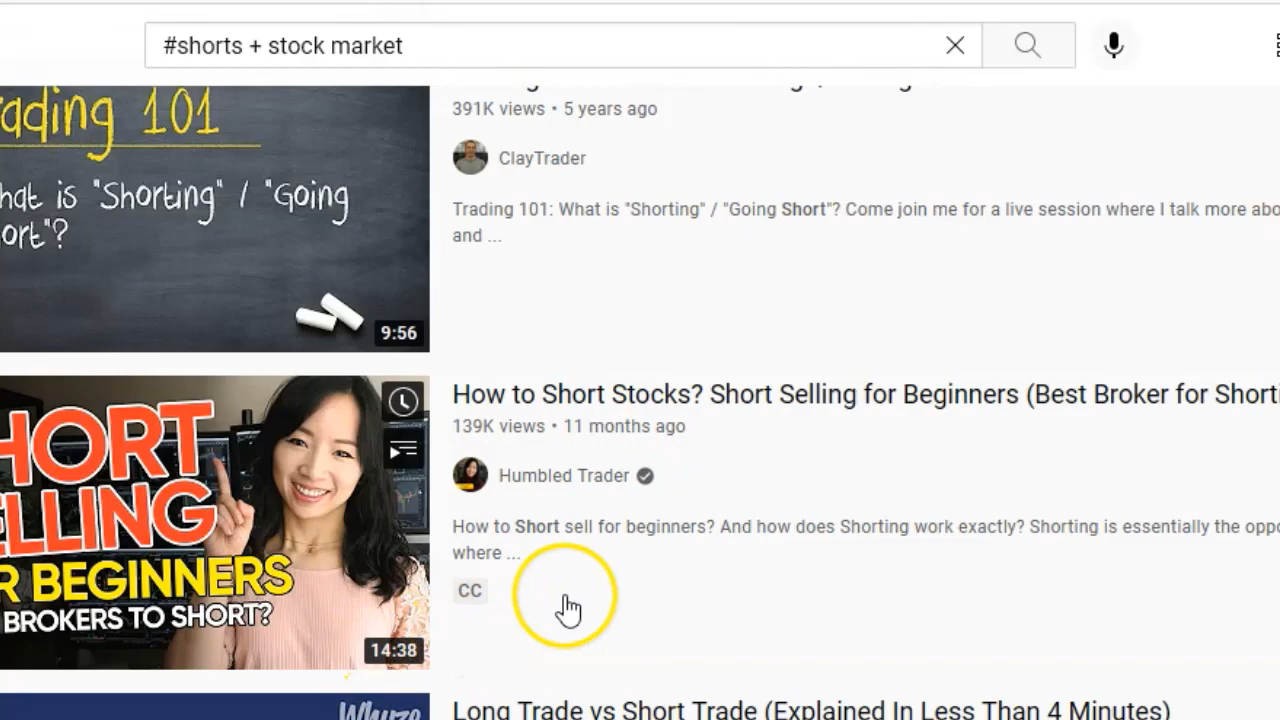 #shorts + stock market
391K views • 5 years ago
ClayTrader
Trading 101: What is "Shorting" / "Going Short"? Come join me for a live session where I talk more abo
and ...
ading 101
hat is "Shorting" / "Going
ort"?
9:56
How to Short Stocks? Short Selling for Beginners (Best Broker for Shorti
139K views • 11 months ago
Humbled Trader
How to Short sell for beginners? And how does Shorting work exactly? Shorting is essentially the oppo
where ...
CC
HORT
ELLING
R BEGINNERS
BROKERS TO SHORT?
14:38
Whyze
Long Trade vs Short Trade (Explained In Less Than 4 Minutes)